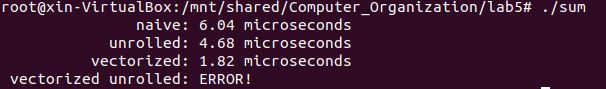 root@xin-VirtualBox:/mnt/shared/Computer_Organization/lab5# ./sum
naive: 6.04 microseconds
unrolled: 4.68 microseconds
vectorized: 1.82 microseconds
vectorized unrolled: ERROR!